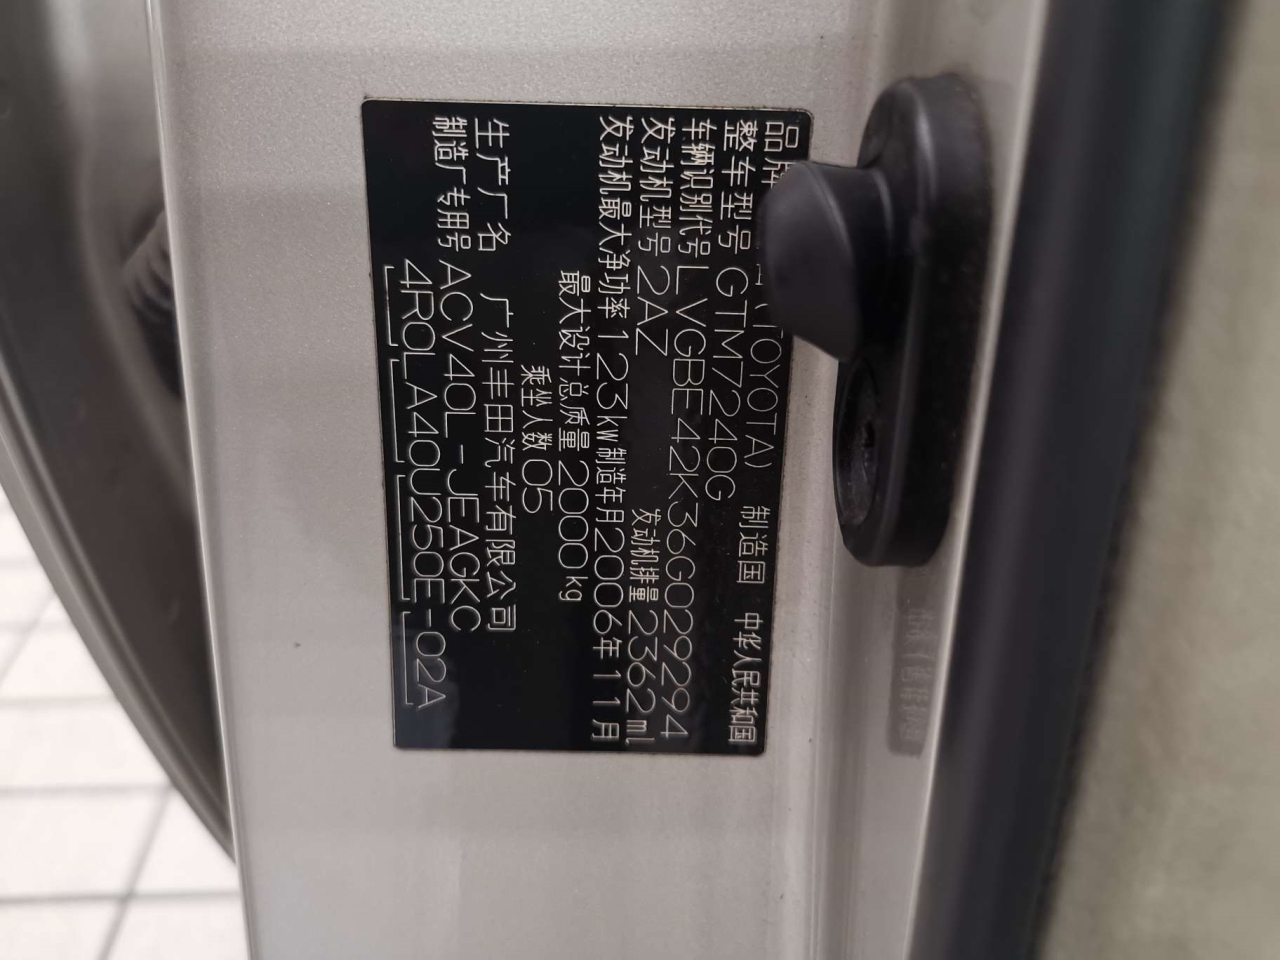 品牌 (TOYOTA) 制造国 中华人民共和国
整车型号 GTM7240G
车辆识别代号 LVGBE42K36G029294
发动机型号 2AZ 发动机排量 2362ml
发动机最大净功率 123kW 制造年月 2006年11月
最大设计总质量 2000kg
乘坐人数 05
生产厂名 广州丰田汽车有限公司
制造厂专用号 ACV40L-JEAGKC
4R0LA40U250E-02A